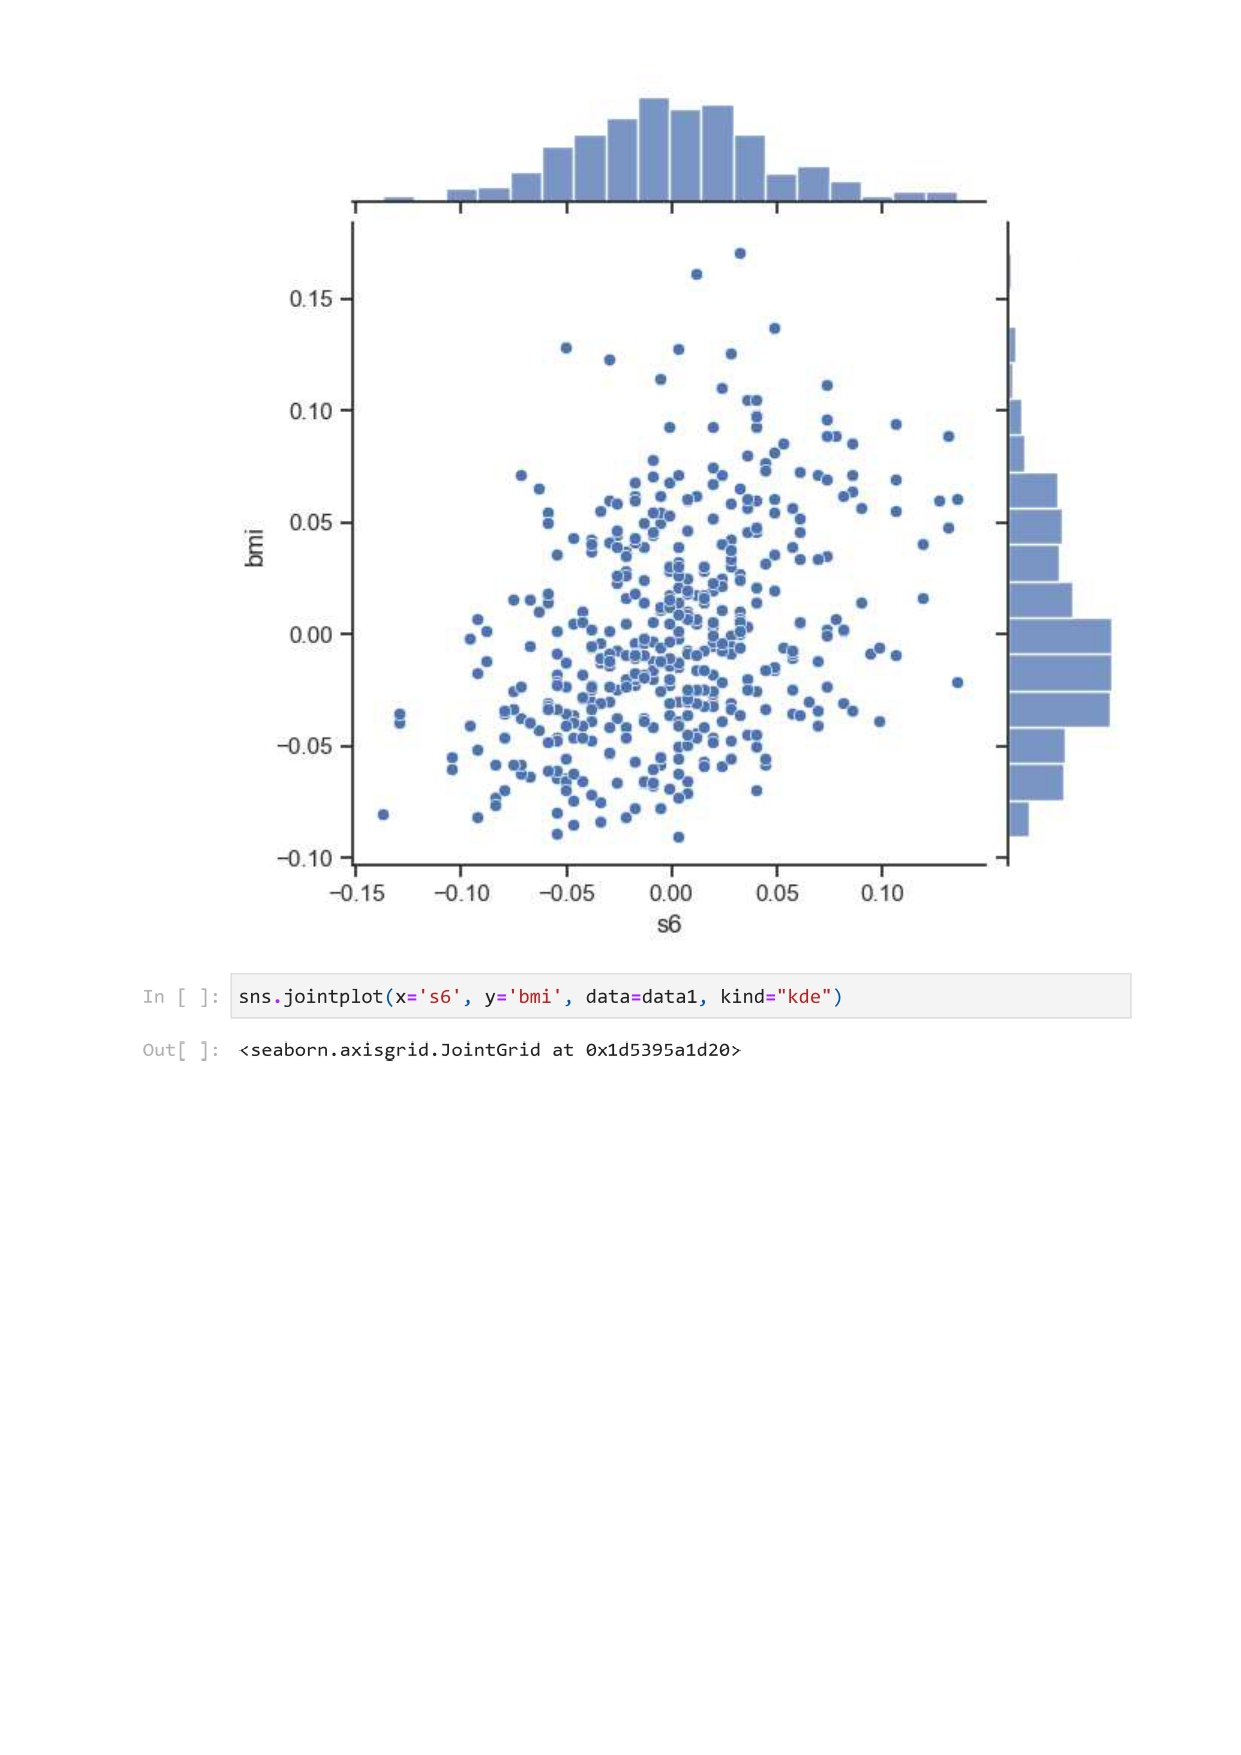 0.15
0.10
0.05
bmi
0.00
−0.05
−0.10
−0.15 −0.10 −0.05 0.00 0.05 0.10
s6
In [ ]: sns.jointplot(x='s6', y='bmi', data=data1, kind="kde")
Out[ ]: <seaborn.axisgrid.JointGrid at 0x1d5395a1d20>